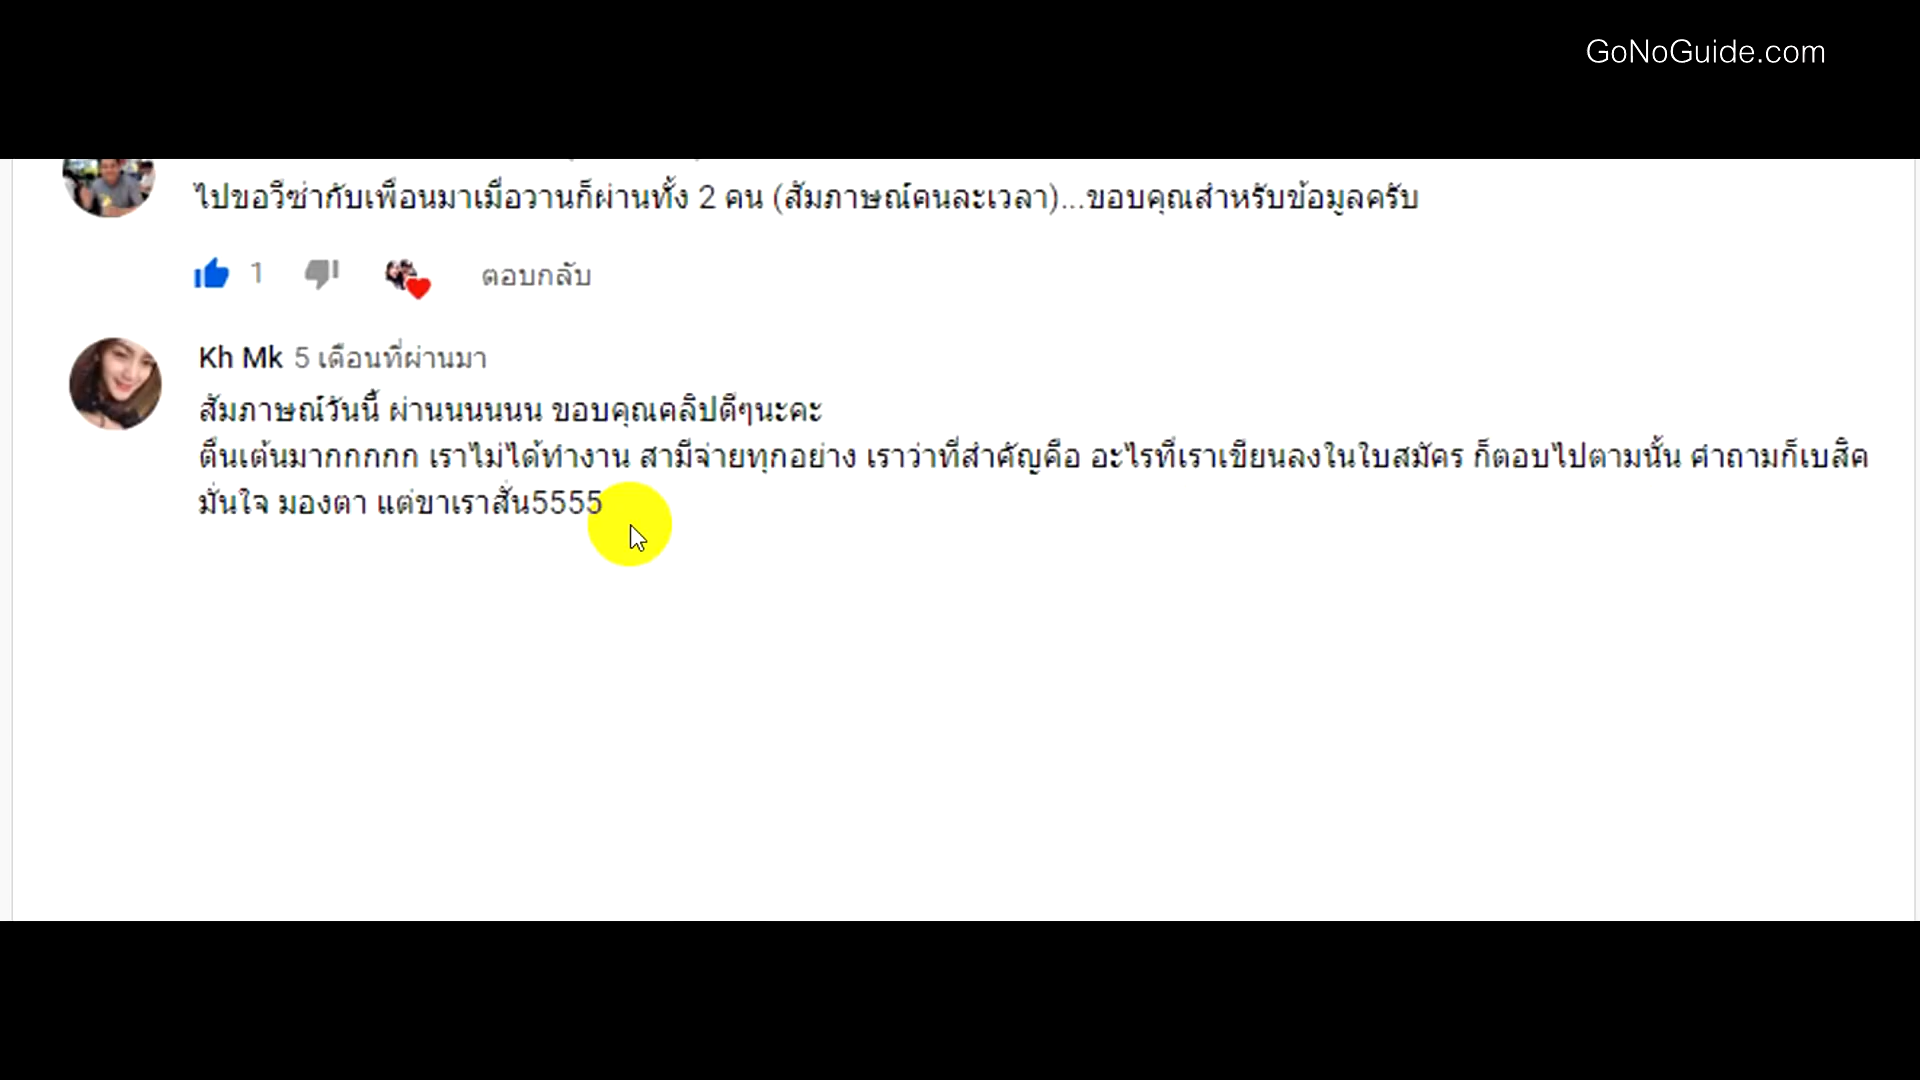 GoNoGuide.com
ไปขอวีซ่ากับเพื่อนมาเมื่อวานก็ผ่านทั้ง 2 คน (สัมภาษณ์คนละเวลา)...ขอบคุณสำหรับข้อมูลครับ
1 ตอบกลับ
Kh Mk 5 เดือนที่ผ่านมา
สัมภาษณ์วันนี้ ผ่านนนนนน ขอบคุณคลิปดีๆนะคะ
ตื่นเต้นมากกกกก เราไม่ได้ทำงาน สามีจ่ายทุกอย่าง เราว่าที่สำคัญคือ อะไรที่เราเขียนลงในใบสมัคร ก็ตอบไปตามนั้น คำถามก็เบสิค
มั่นใจ มองตา แต่ขาเราสั่น5555